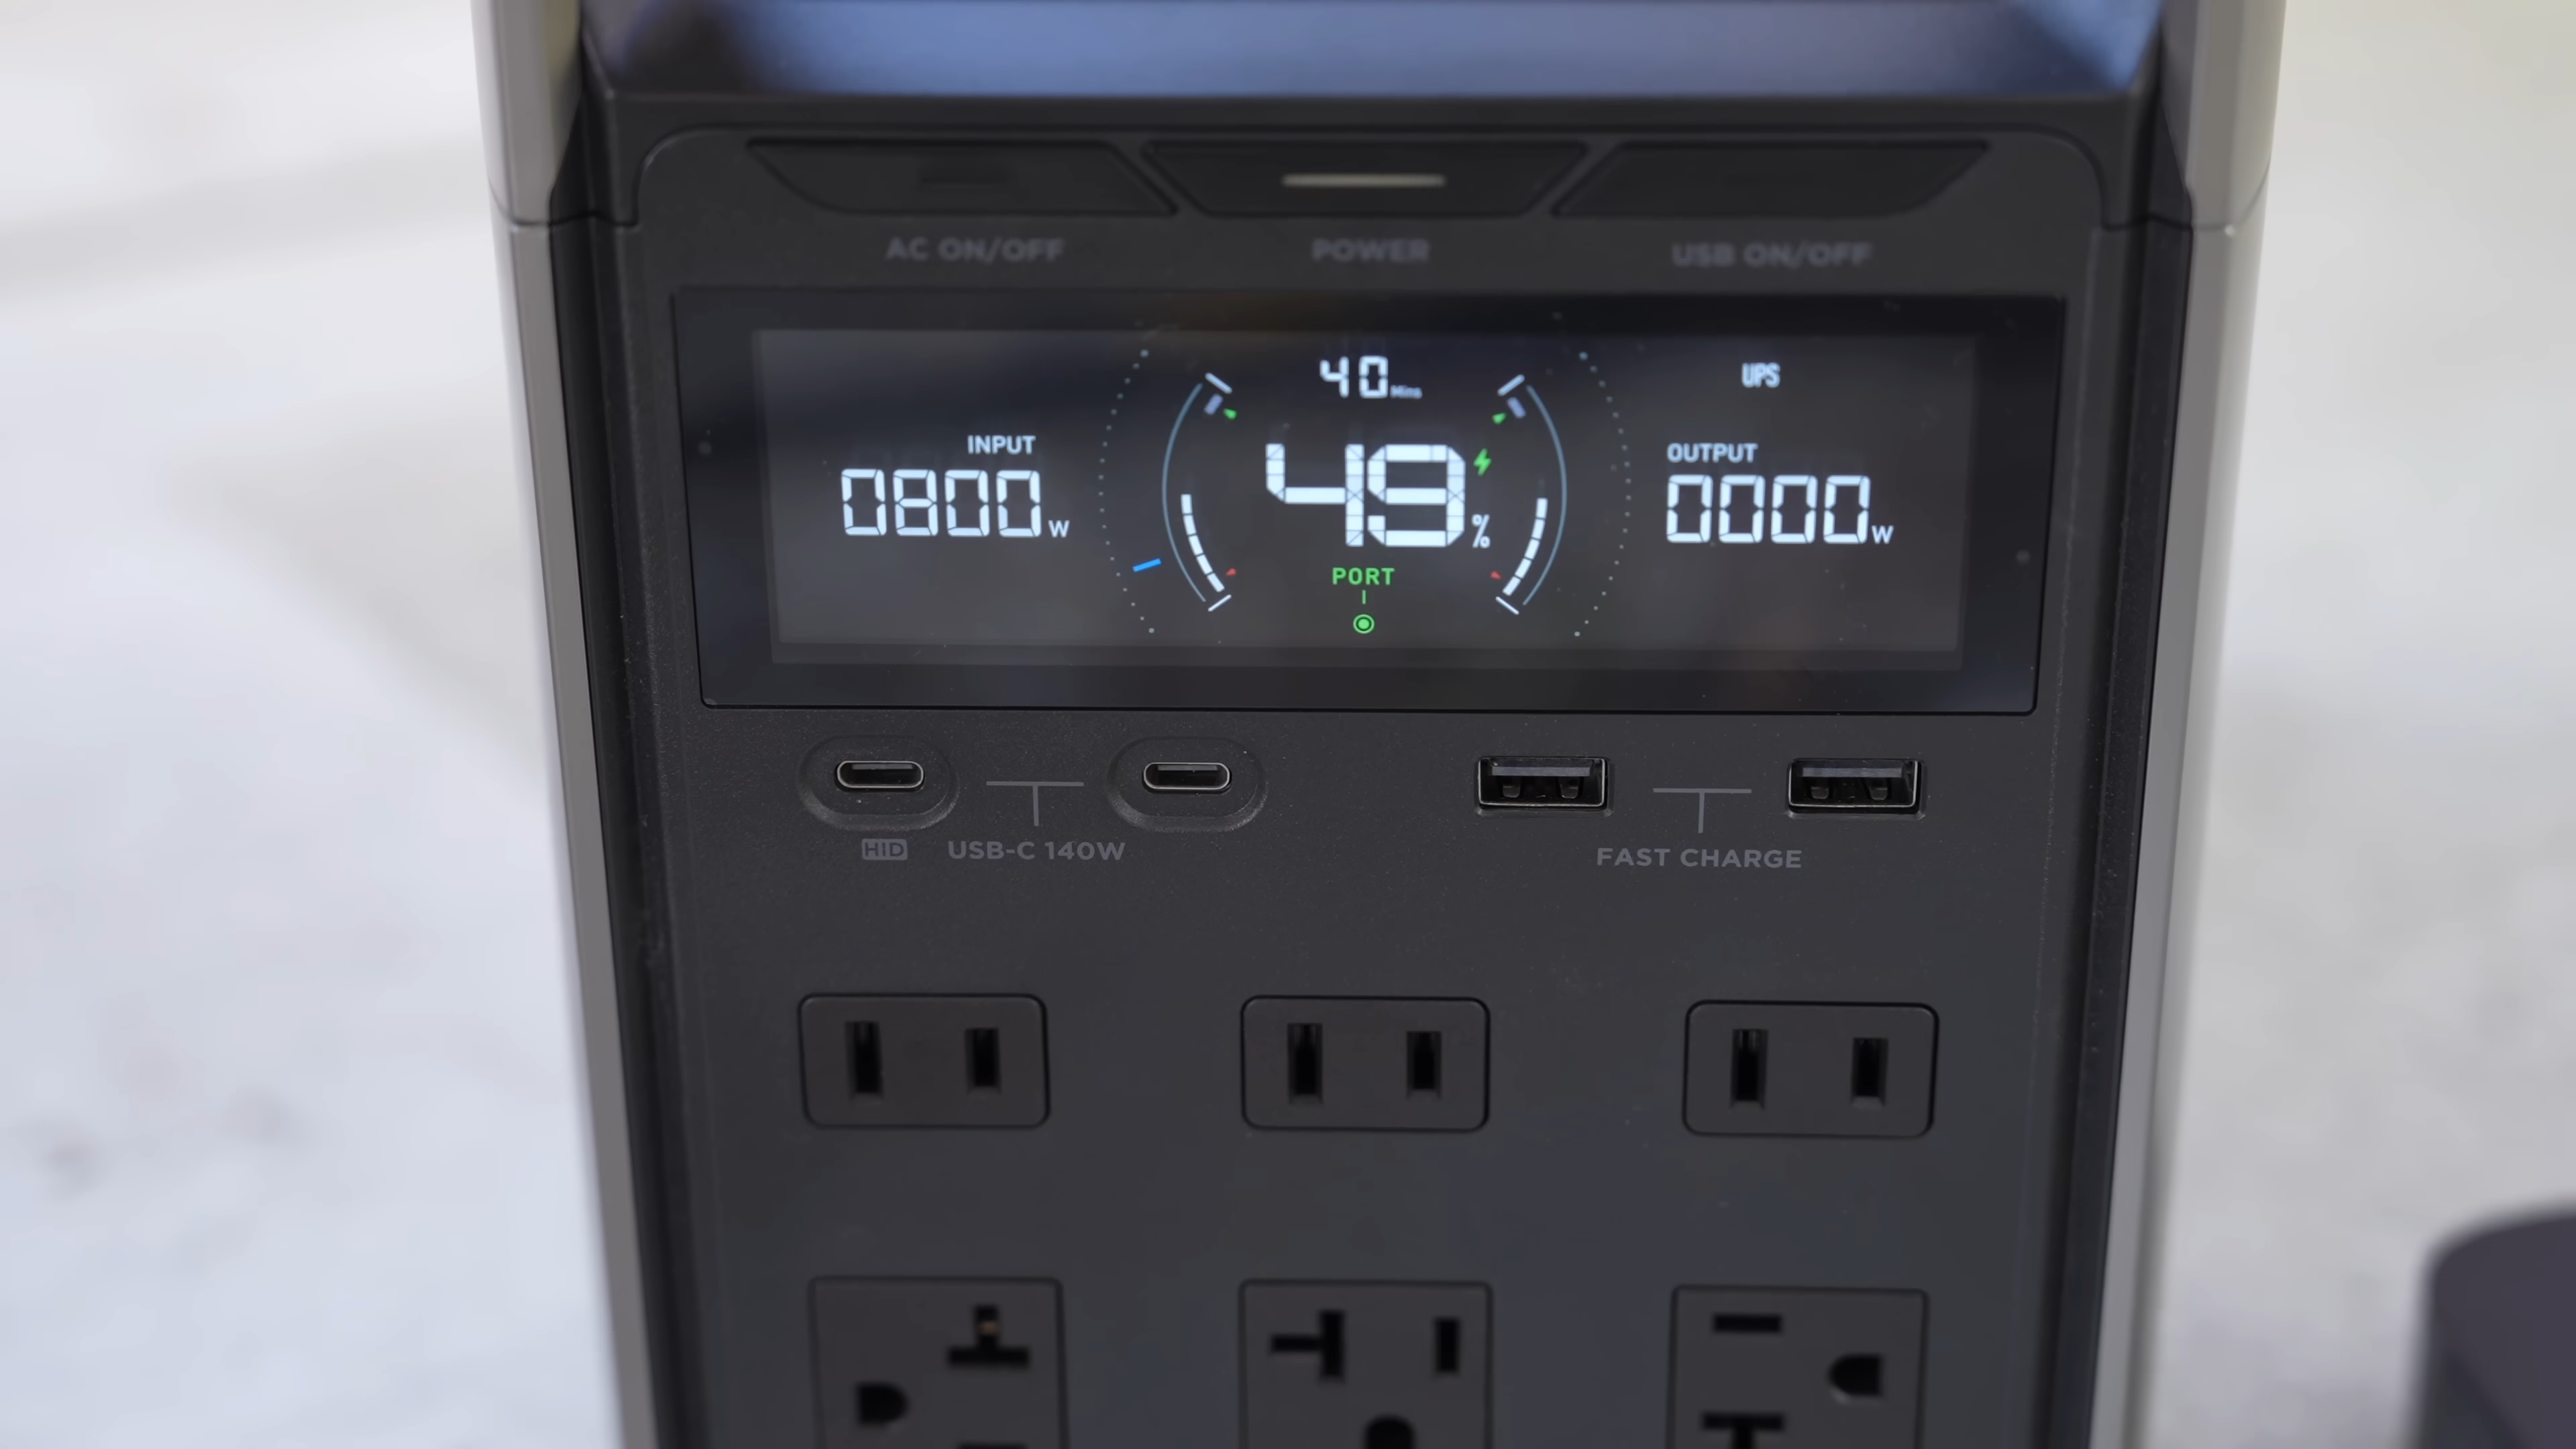 AC ON/OFF
POWER
USB ON/OFF
40 Mins
UPS
INPUT
0800 W
49 %
OUTPUT
0000 W
PORT
HID
USB-C 140W
FAST CHARGE